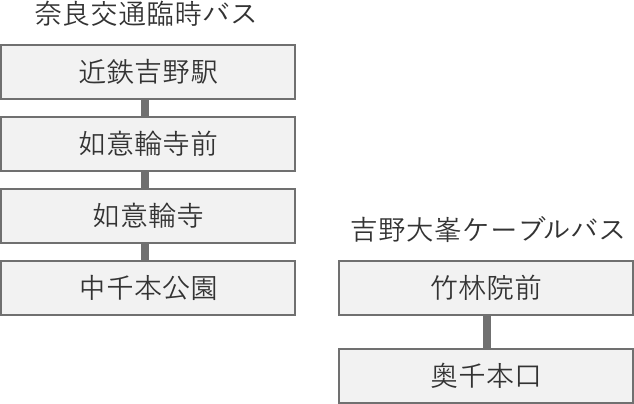 奈良交通臨時バス
近鉄吉野駅
如意輪寺前
如意輪寺
中千本公園
吉野大峯ケーブルバス
竹林院前
奥千本口